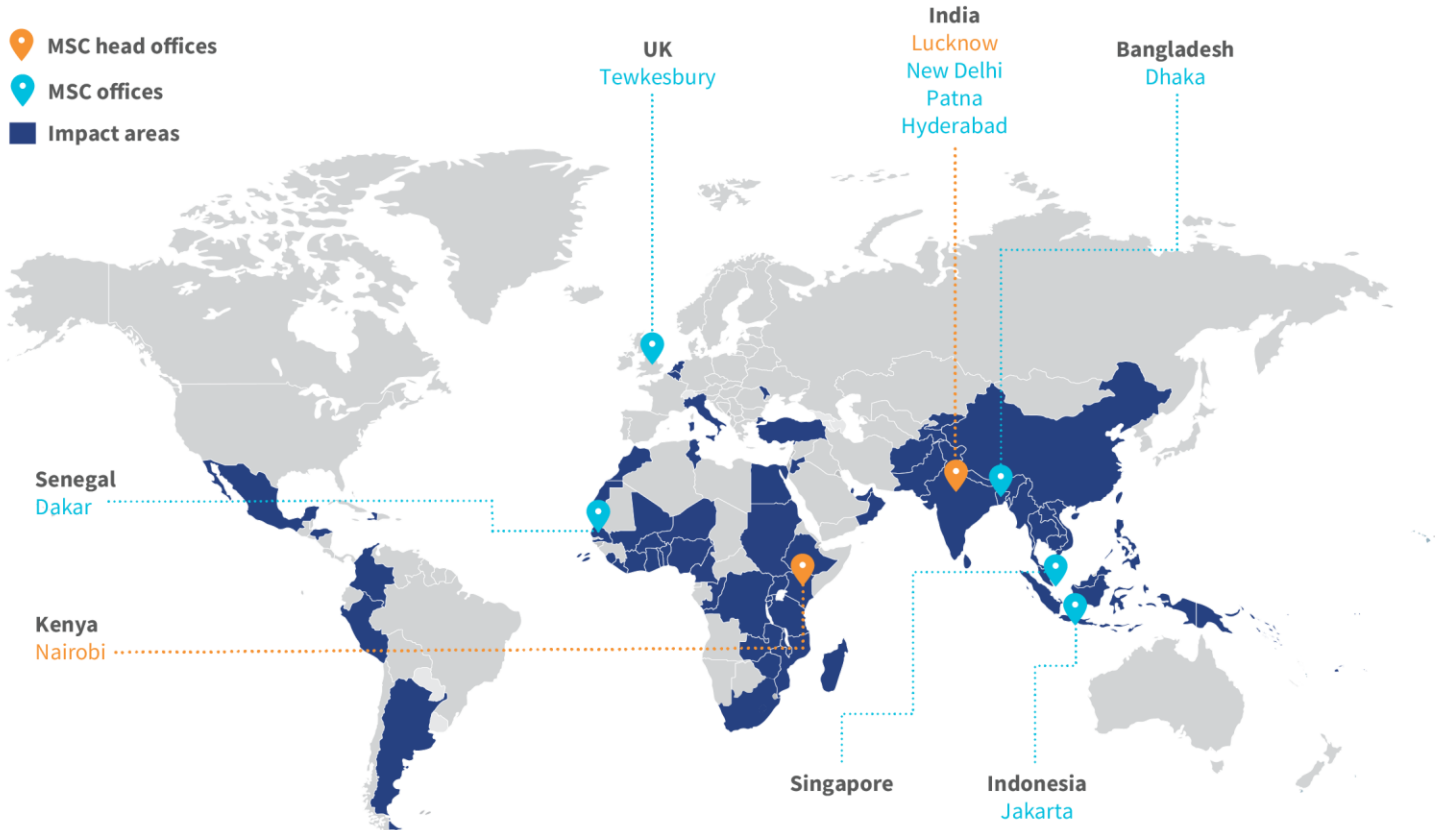 MSC head offices
MSC offices
Impact areas
UK
Tewkesbury
India
Lucknow
New Delhi
Patna
Hyderabad
Bangladesh
Dhaka
Senegal
Dakar
Kenya
Nairobi
Singapore
Indonesia
Jakarta